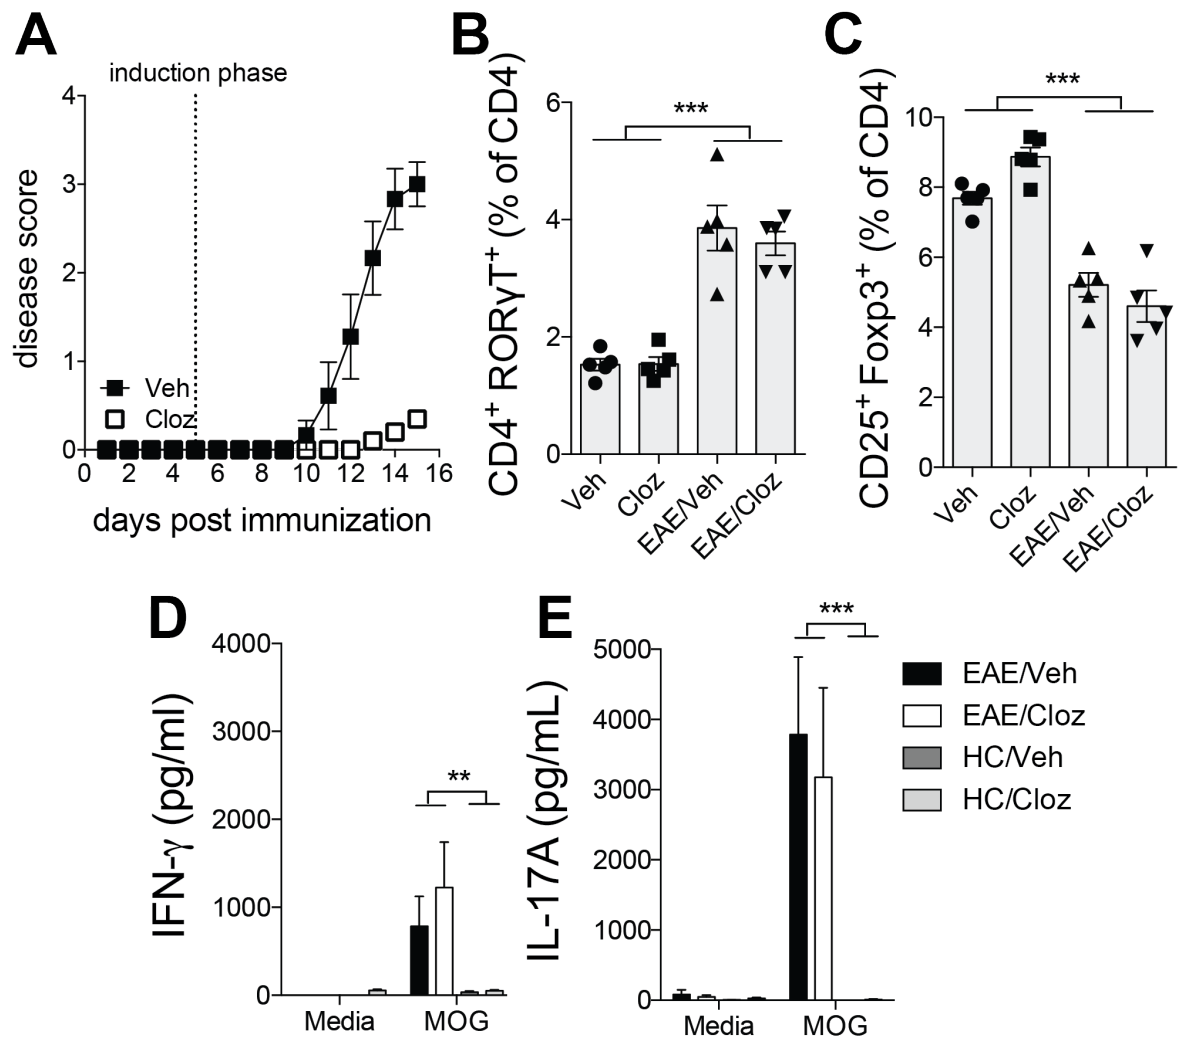 A
induction phase
disease score
4
3
2
1
0
Veh
Cloz
0 2 4 6 8 10 12 14 16
days post immunization
B
CD4+ RORγT+ (% of CD4)
6
4
2
0
***
Veh
Cloz
EAE/Veh
EAE/Cloz
C
CD25+ Foxp3+ (% of CD4)
10
8
6
4
2
0
***
Veh
Cloz
EAE/Veh
EAE/Cloz
D
IFN-γ (pg/ml)
4000
3000
2000
1000
0
**
Media MOG
E
IL-17A (pg/mL)
5000
4000
3000
2000
1000
0
***
Media MOG
EAE/Veh
EAE/Cloz
HC/Veh
HC/Cloz